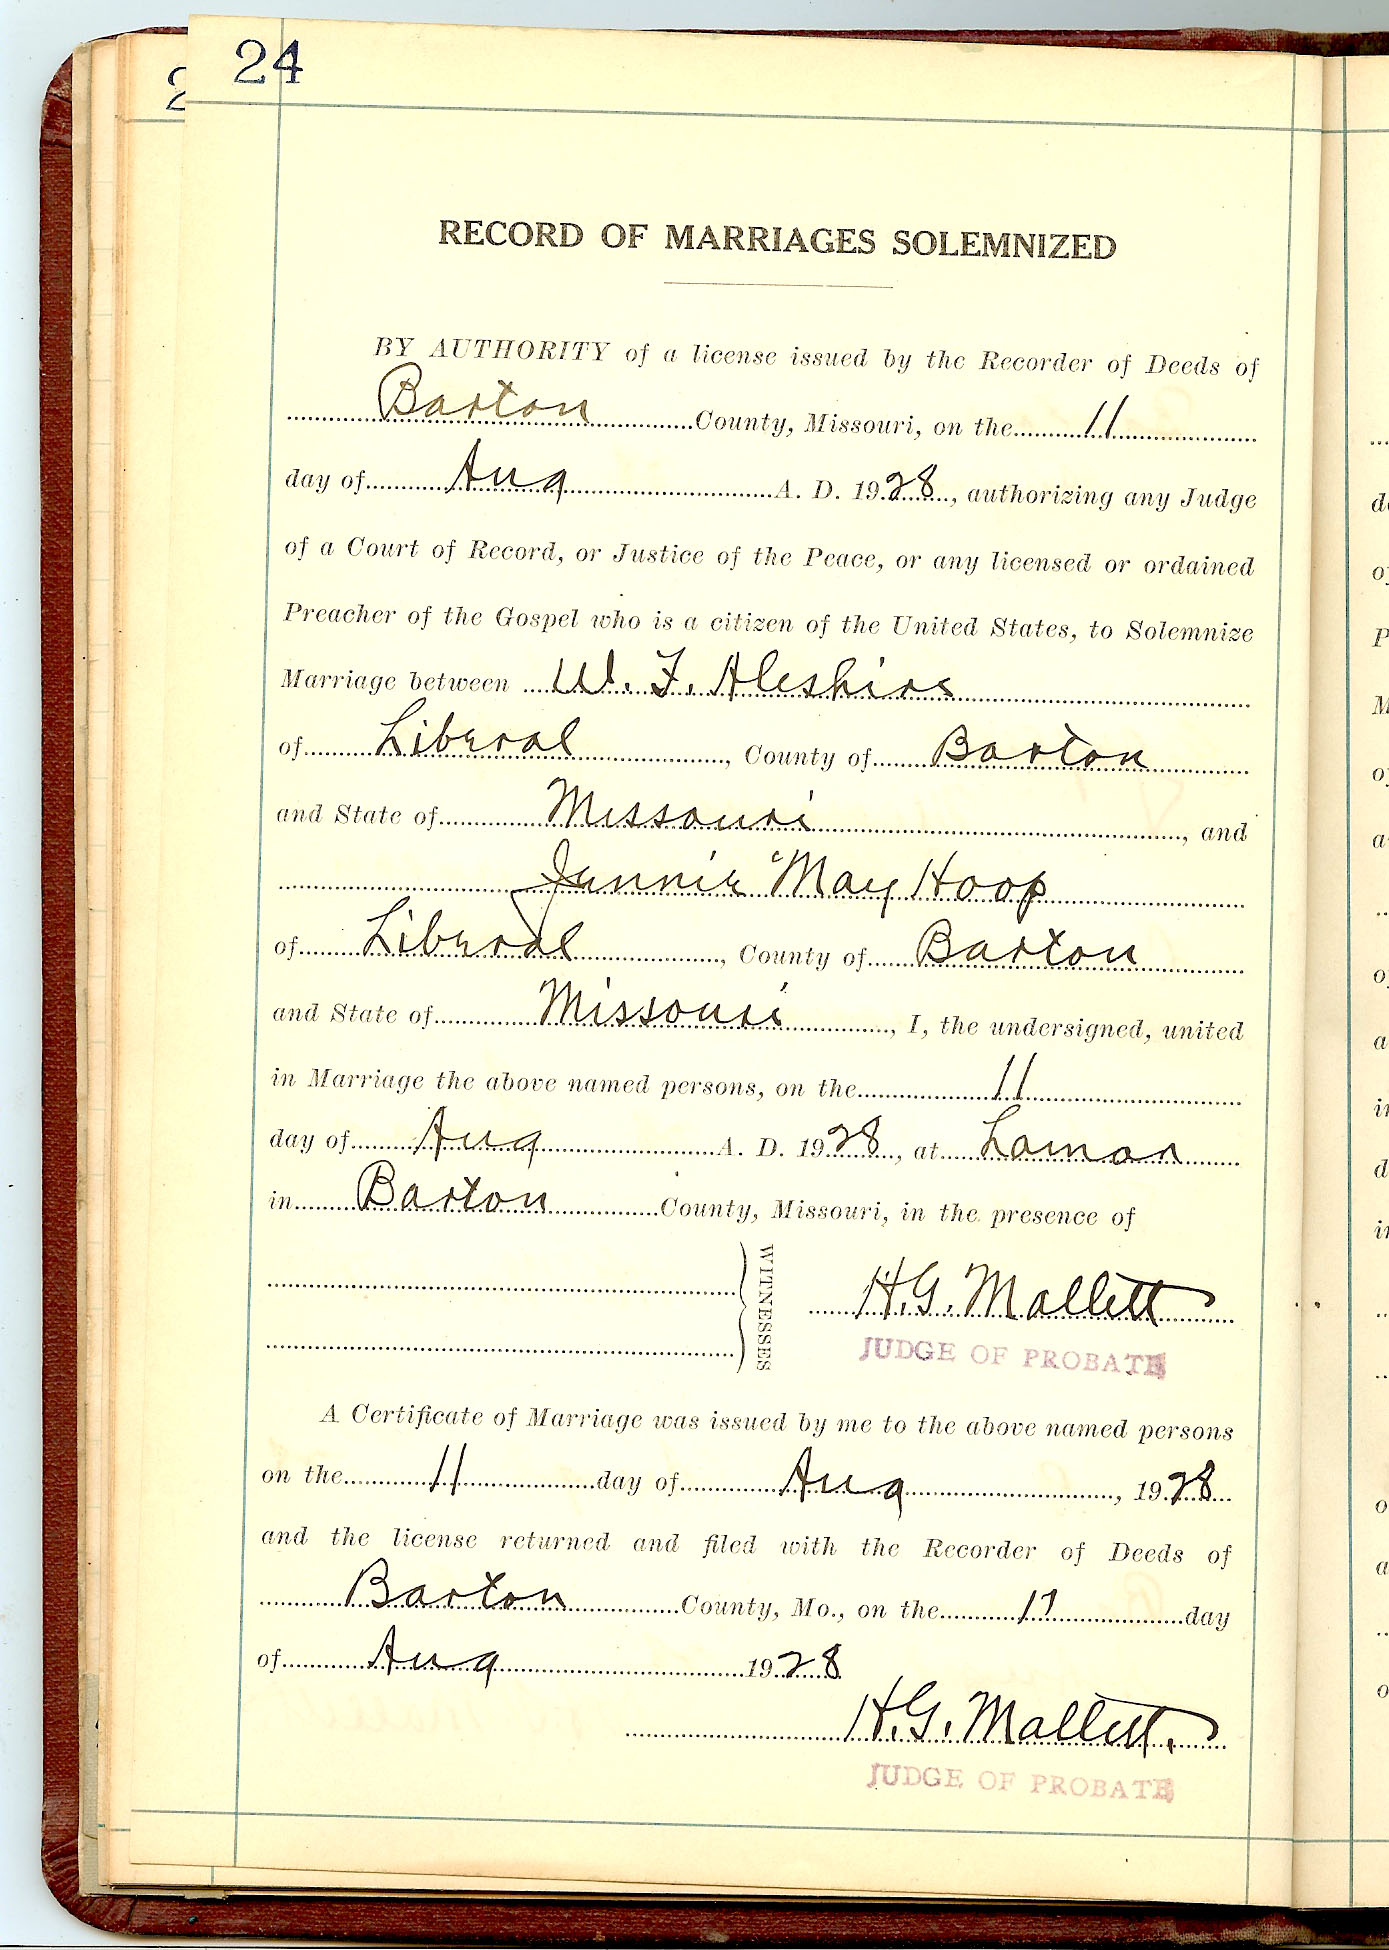 24
RECORD OF MARRIAGES SOLEMNIZED
BY AUTHORITY of a license issued by the Recorder of Deeds of
Barton County, Missouri, on the 11
day of Aug A. D. 1928, authorizing any Judge
of a Court of Record, or Justice of the Peace, or any licensed or ordained
Preacher of the Gospel who is a citizen of the United States, to Solemnize
Marriage between W. F. Aleshire
of Liberal, County of Barton
and State of Missouri, and
Jennie May Hoop
of Liberal, County of Barton
and State of Missouri, I, the undersigned, united
in Marriage the above named persons, on the 11
day of Aug A. D. 1928, at Lamar
in Barton County, Missouri, in the presence of
WITNESSES
H. G. Mallett
JUDGE OF PROBATE
A Certificate of Marriage was issued by me to the above named persons
on the 11 day of Aug, 1928
and the license returned and filed with the Recorder of Deeds of
Barton County, Mo., on the 17 day
of Aug 1928
H. G. Mallett.
JUDGE OF PROBATE